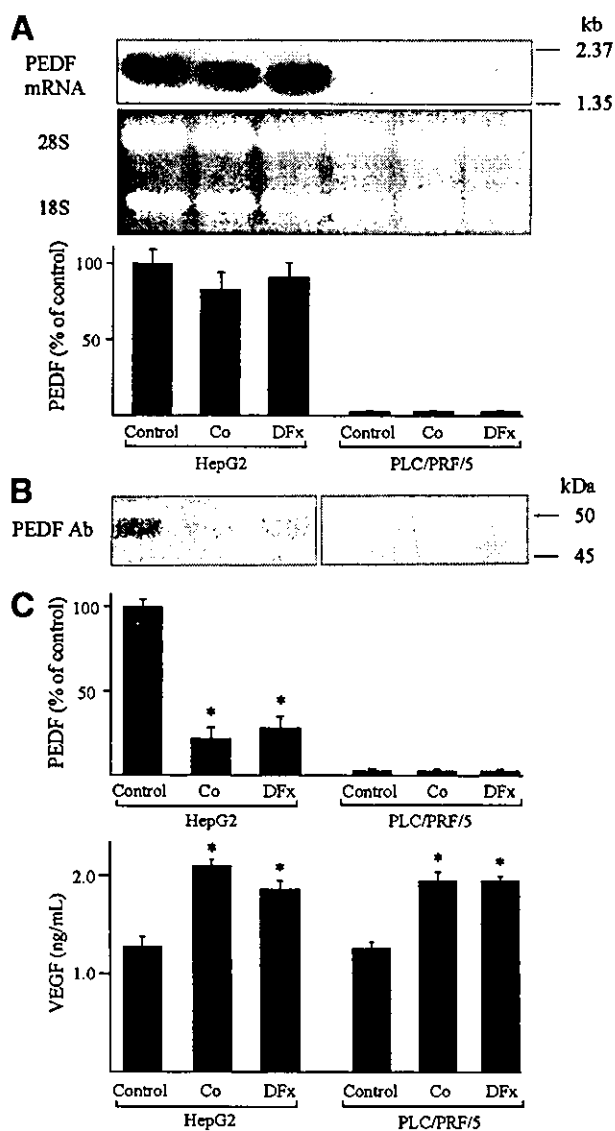 A
kb
PEDF mRNA
2.37
1.35
28S
18S
PEDF (% of control)
100
50
Control Co DFx Control Co DFx
HepG2 PLC/PRF/5
B
kDa
PEDF Ab
50
45
C
PEDF (% of control)
100
50
* *
Control Co DFx Control Co DFx
HepG2 PLC/PRF/5
VEGF (ng/mL)
2.0
1.0
* * * *
Control Co DFx Control Co DFx
HepG2 PLC/PRF/5